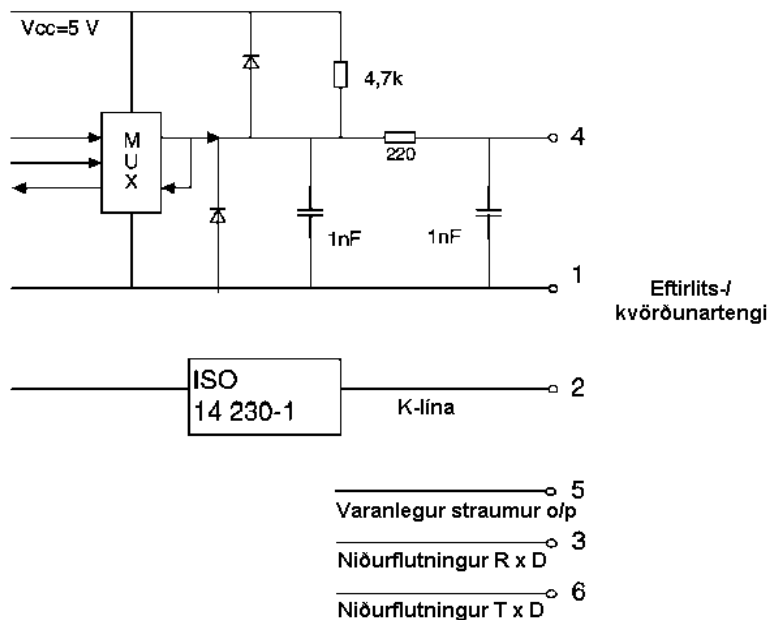 Vcc=5 V
4,7k
M
U
X
220
4
1nF
1nF
1
Eftirlits-/
kvörðunartengi
ISO
14 230-1
K-lína
2
5
Varanlegur straumur o/p
3
Niðurflutningur R x D
6
Niðurflutningur T x D